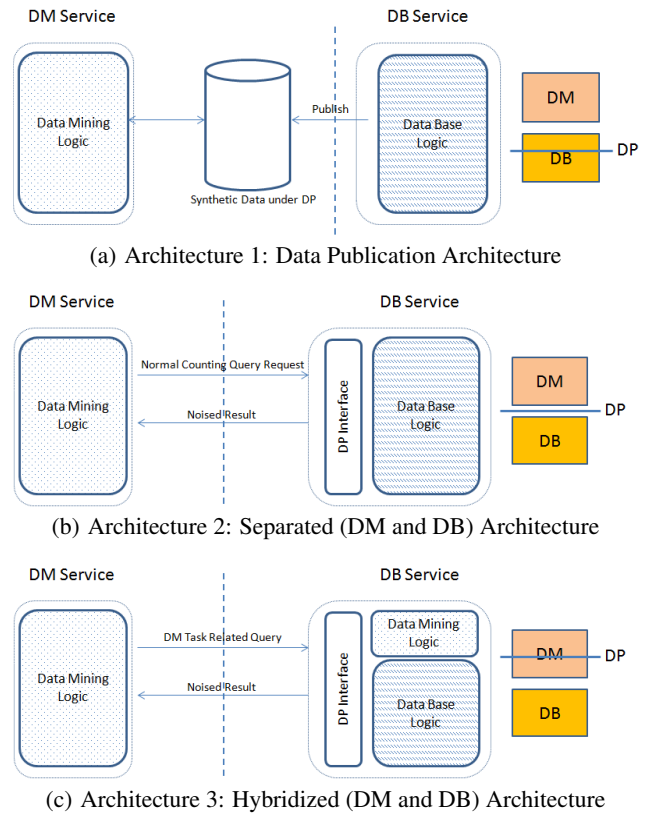 DM Service
DB Service
Data Mining
Logic
Synthetic Data under DP
Publish
Data Base
Logic
DM
DB
DP
(a) Architecture 1: Data Publication Architecture
DM Service
DB Service
Data Mining
Logic
Normal Counting Query Request
Noised Result
DP Interface
Data Base
Logic
DM
DP
DB
(b) Architecture 2: Separated (DM and DB) Architecture
DM Service
DB Service
Data Mining
Logic
DM Task Related Query
Noised Result
DP Interface
Data Mining
Logic
Data Base
Logic
DM
DP
DB
(c) Architecture 3: Hybridized (DM and DB) Architecture